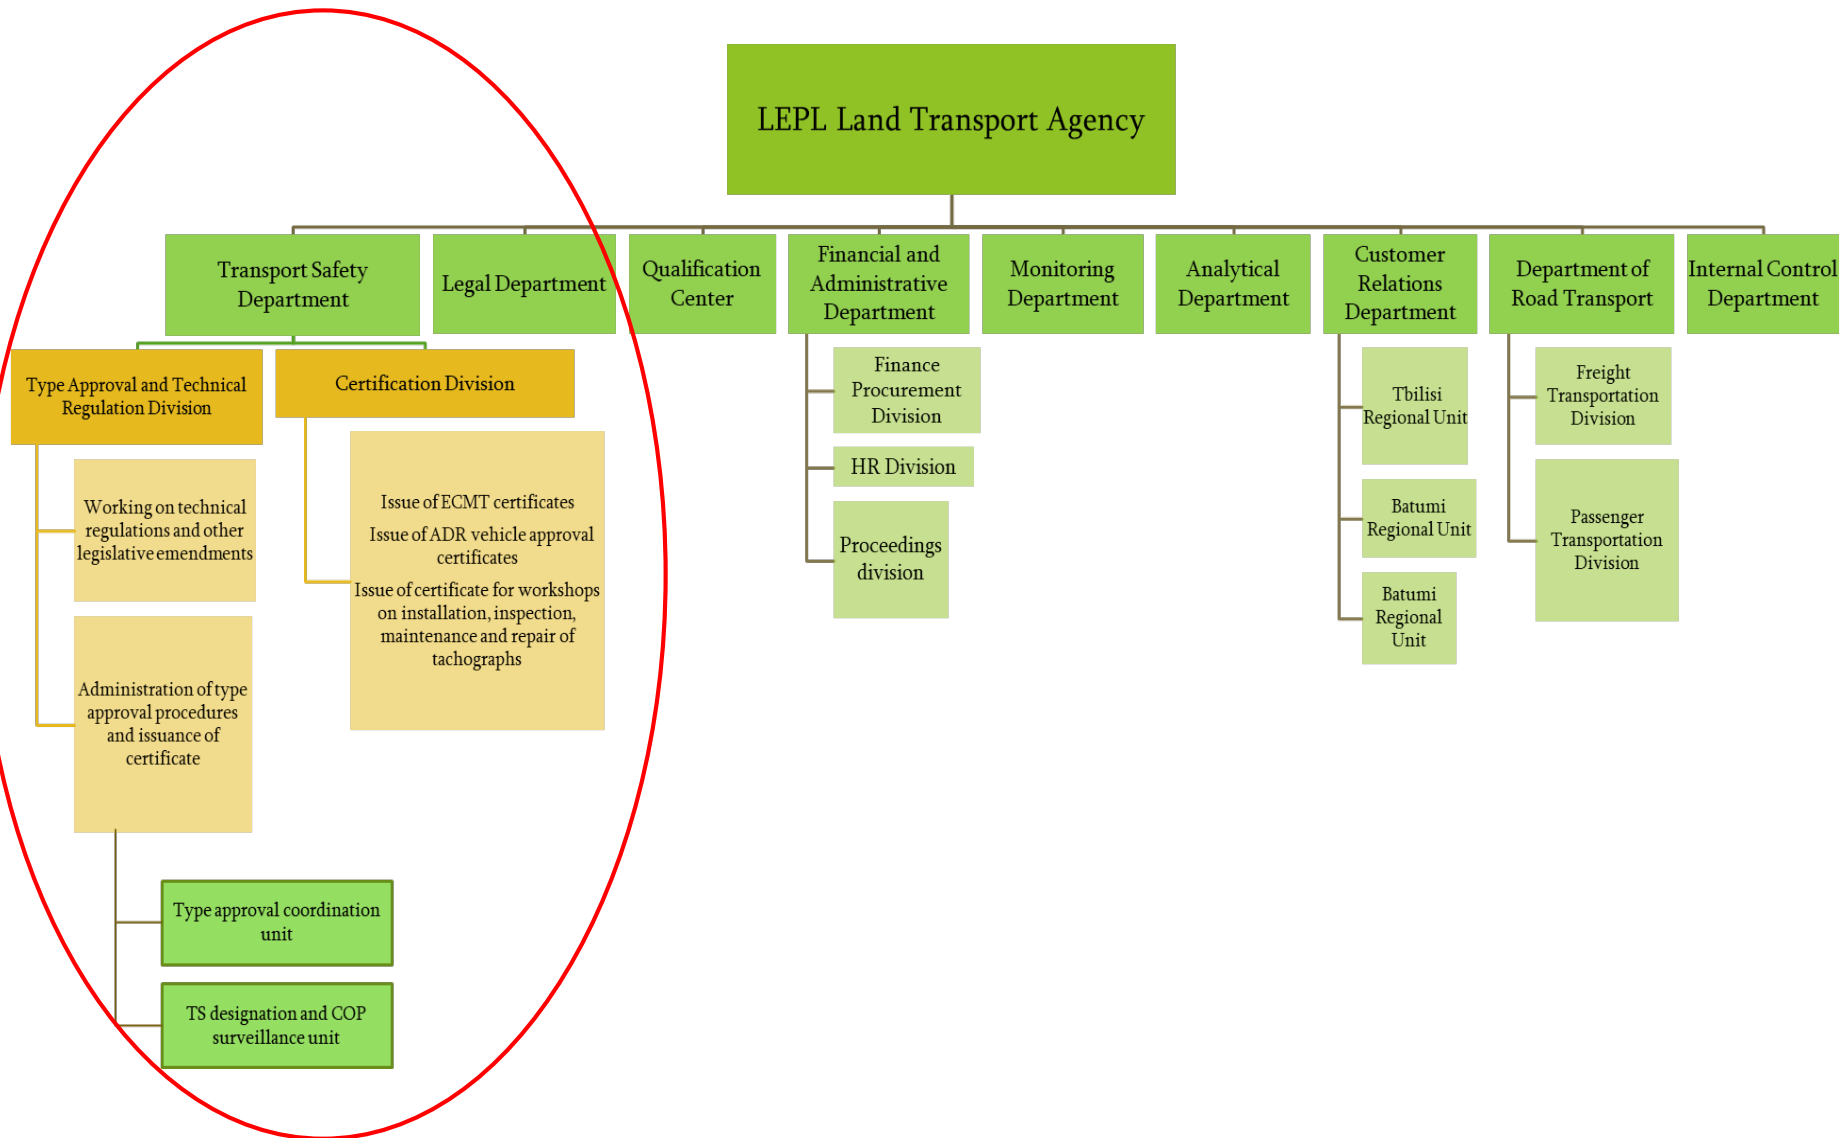 LEPL Land Transport Agency
Transport Safety
Department
Legal Department
Qualification
Center
Financial and
Administrative
Department
Monitoring
Department
Analytical
Department
Customer
Relations
Department
Department of
Road Transport
Internal Control
Department
Type Approval and Technical
Regulation Division
Certification Division
Working on technical
regulations and other
legislative emendments
Administration of type
approval procedures
and issuance of
certificate
Type approval coordination
unit
TS designation and COP
surveillance unit
Issue of ECMT certificates
Issue of ADR vehicle approval
certificates
Issue of certificate for workshops
on installation, inspection,
maintenance and repair of
tachographs
Finance
Procurement
Division
HR Division
Proceedings
division
Tbilisi
Regional Unit
Batumi
Regional Unit
Batumi
Regional
Unit
Freight
Transportation
Division
Passenger
Transportation
Division